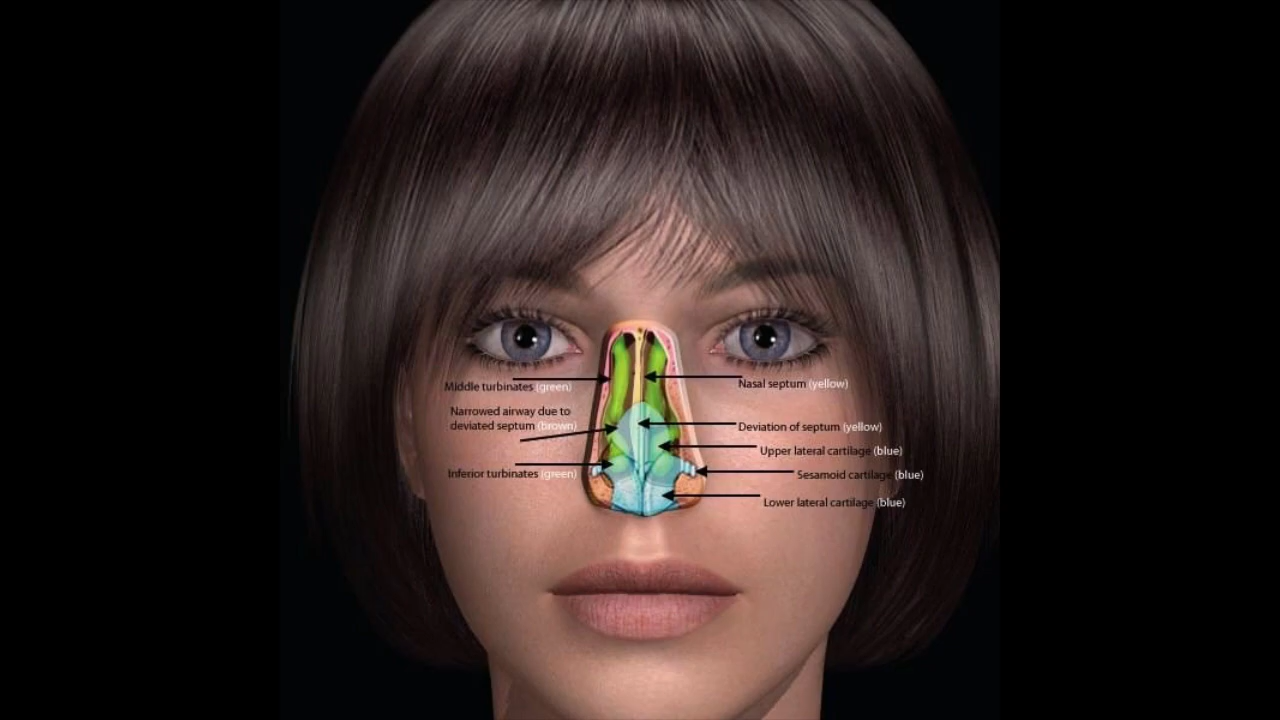 Middle turbinates (green)
Narrowed airway due to
deviated septum (brown)
Inferior turbinates (green)
Nasal septum (yellow)
Deviation of septum (yellow)
Upper lateral cartilage (blue)
Sesamoid cartilage (blue)
Lower lateral cartilage (blue)